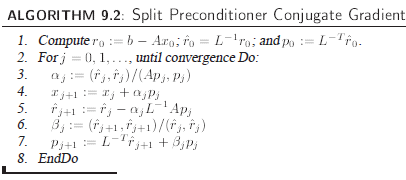 ALGORITHM 9.2: Split Preconditioner Conjugate Gradient
1. Compute r₀ := b − Ax₀; r̂₀ = L⁻¹r₀; and p₀ := L⁻ᵀr̂₀.
2. For j = 0, 1, . . ., until convergence Do:
3. αⱼ := (r̂ⱼ, r̂ⱼ)/(Apⱼ, pⱼ)
4. xⱼ₊₁ := xⱼ + αⱼpⱼ
5. r̂ⱼ₊₁ := r̂ⱼ − αⱼL⁻¹Apⱼ
6. βⱼ := (r̂ⱼ₊₁, r̂ⱼ₊₁)/(r̂ⱼ, r̂ⱼ)
7. pⱼ₊₁ := L⁻ᵀr̂ⱼ₊₁ + βⱼpⱼ
8. EndDo